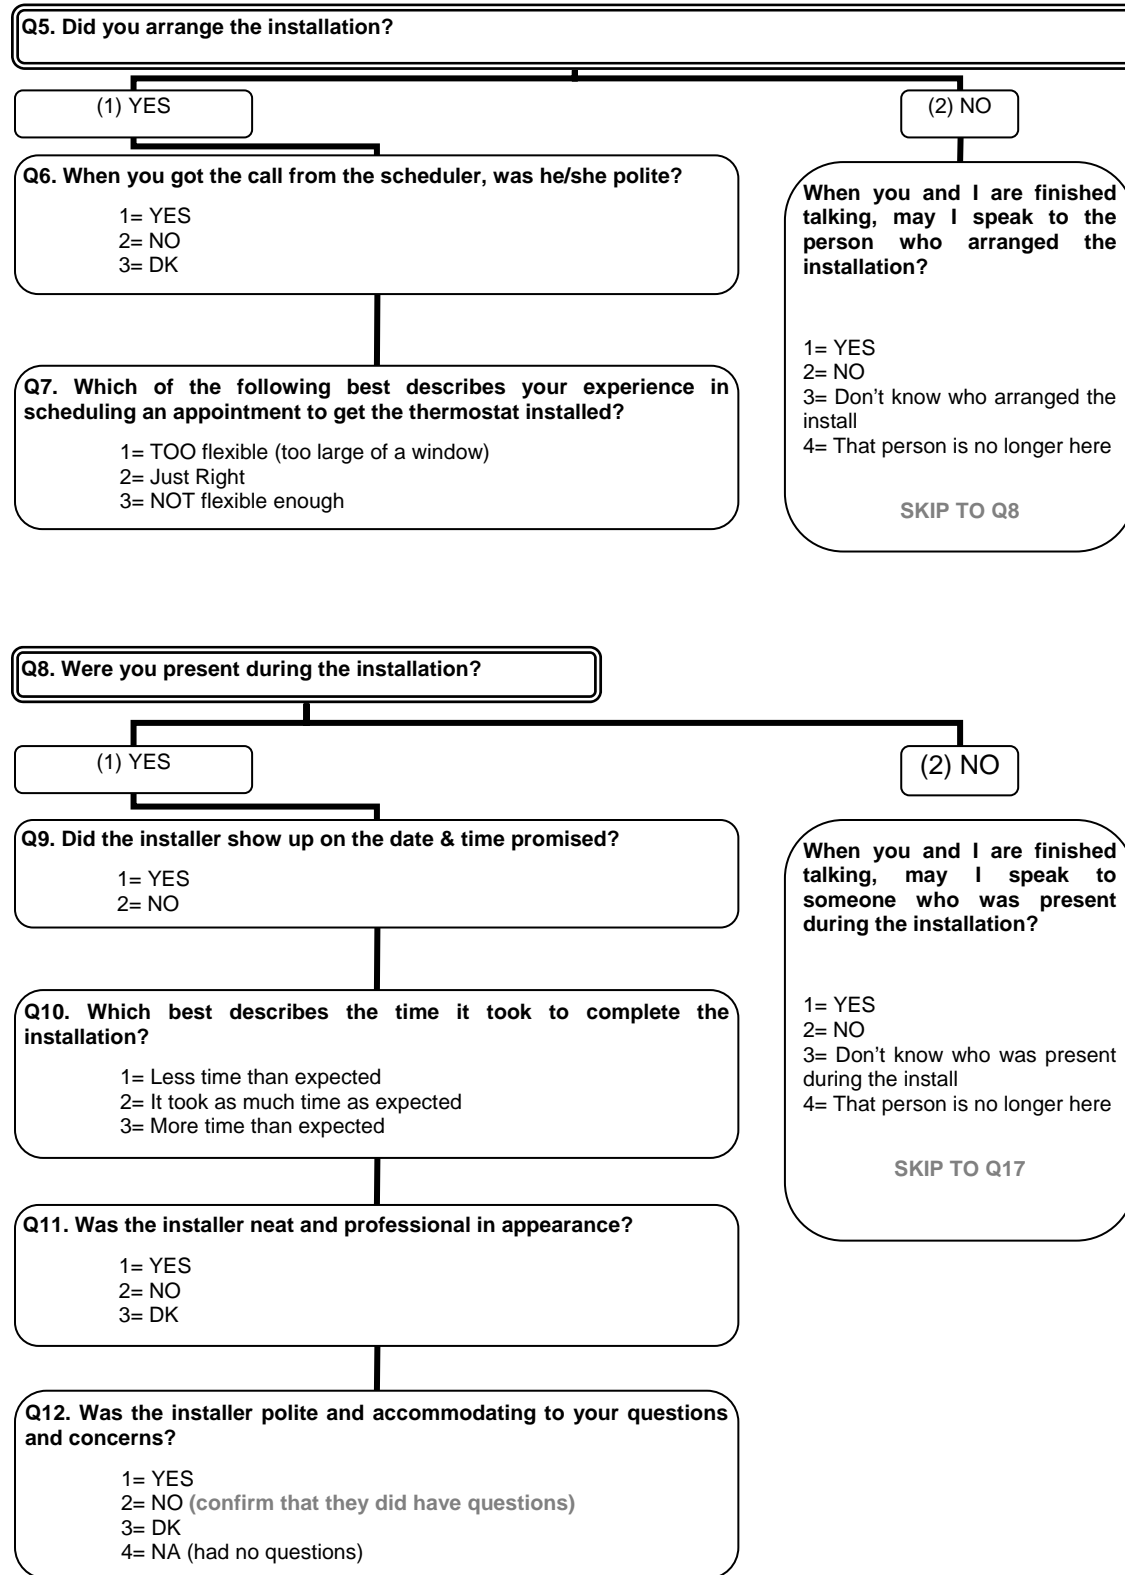 Q5. Did you arrange the installation?
(1) YES
(2) NO
Q6. When you got the call from the scheduler, was he/she polite?
1= YES
2= NO
3= DK
Q7. Which of the following best describes your experience in
scheduling an appointment to get the thermostat installed?
1= TOO flexible (too large of a window)
2= Just Right
3= NOT flexible enough
When you and I are finished
talking, may I speak to the
person who arranged the
installation?
1= YES
2= NO
3= Don't know who arranged the
install
4= That person is no longer here
SKIP TO Q8
Q8. Were you present during the installation?
(1) YES
(2) NO
Q9. Did the installer show up on the date & time promised?
1= YES
2= NO
Q10. Which best describes the time it took to complete the
installation?
1= Less time than expected
2= It took as much time as expected
3= More time than expected
Q11. Was the installer neat and professional in appearance?
1= YES
2= NO
3= DK
Q12. Was the installer polite and accommodating to your questions
and concerns?
1= YES
2= NO (confirm that they did have questions)
3= DK
4= NA (had no questions)
When you and I are finished
talking, may I speak to
someone who was present
during the installation?
1= YES
2= NO
3= Don't know who was present
during the install
4= That person is no longer here
SKIP TO Q17